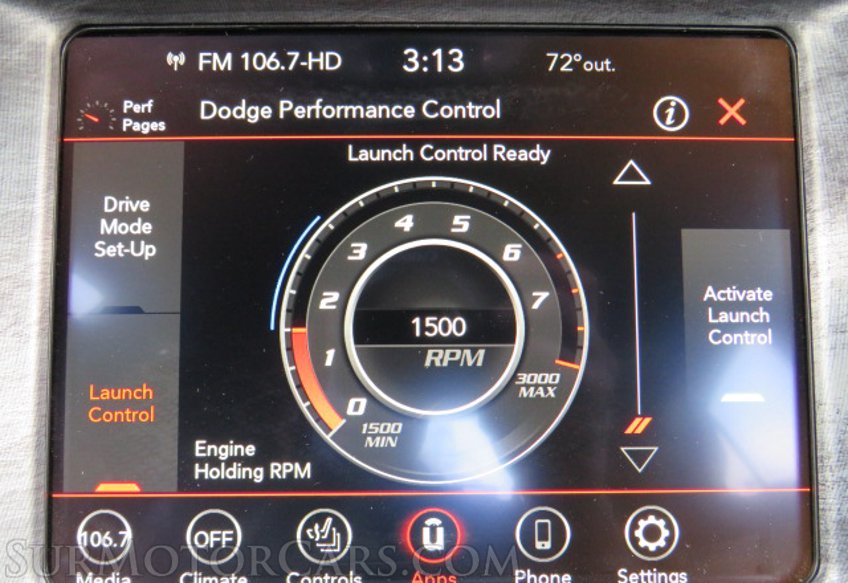 FM 106.7-HD 3:13 72° out.
Perf
Pages
Dodge Performance Control
i
Launch Control Ready
Drive
Mode
Set-Up
Launch
Control
0 1 2 3 4 5 6 7
1500
RPM
1500
MIN
3000
MAX
Engine
Holding RPM
Activate
Launch
Control
106.7 OFF
Media Climate Controls Apps Phone Settings
SurMotorCars.com